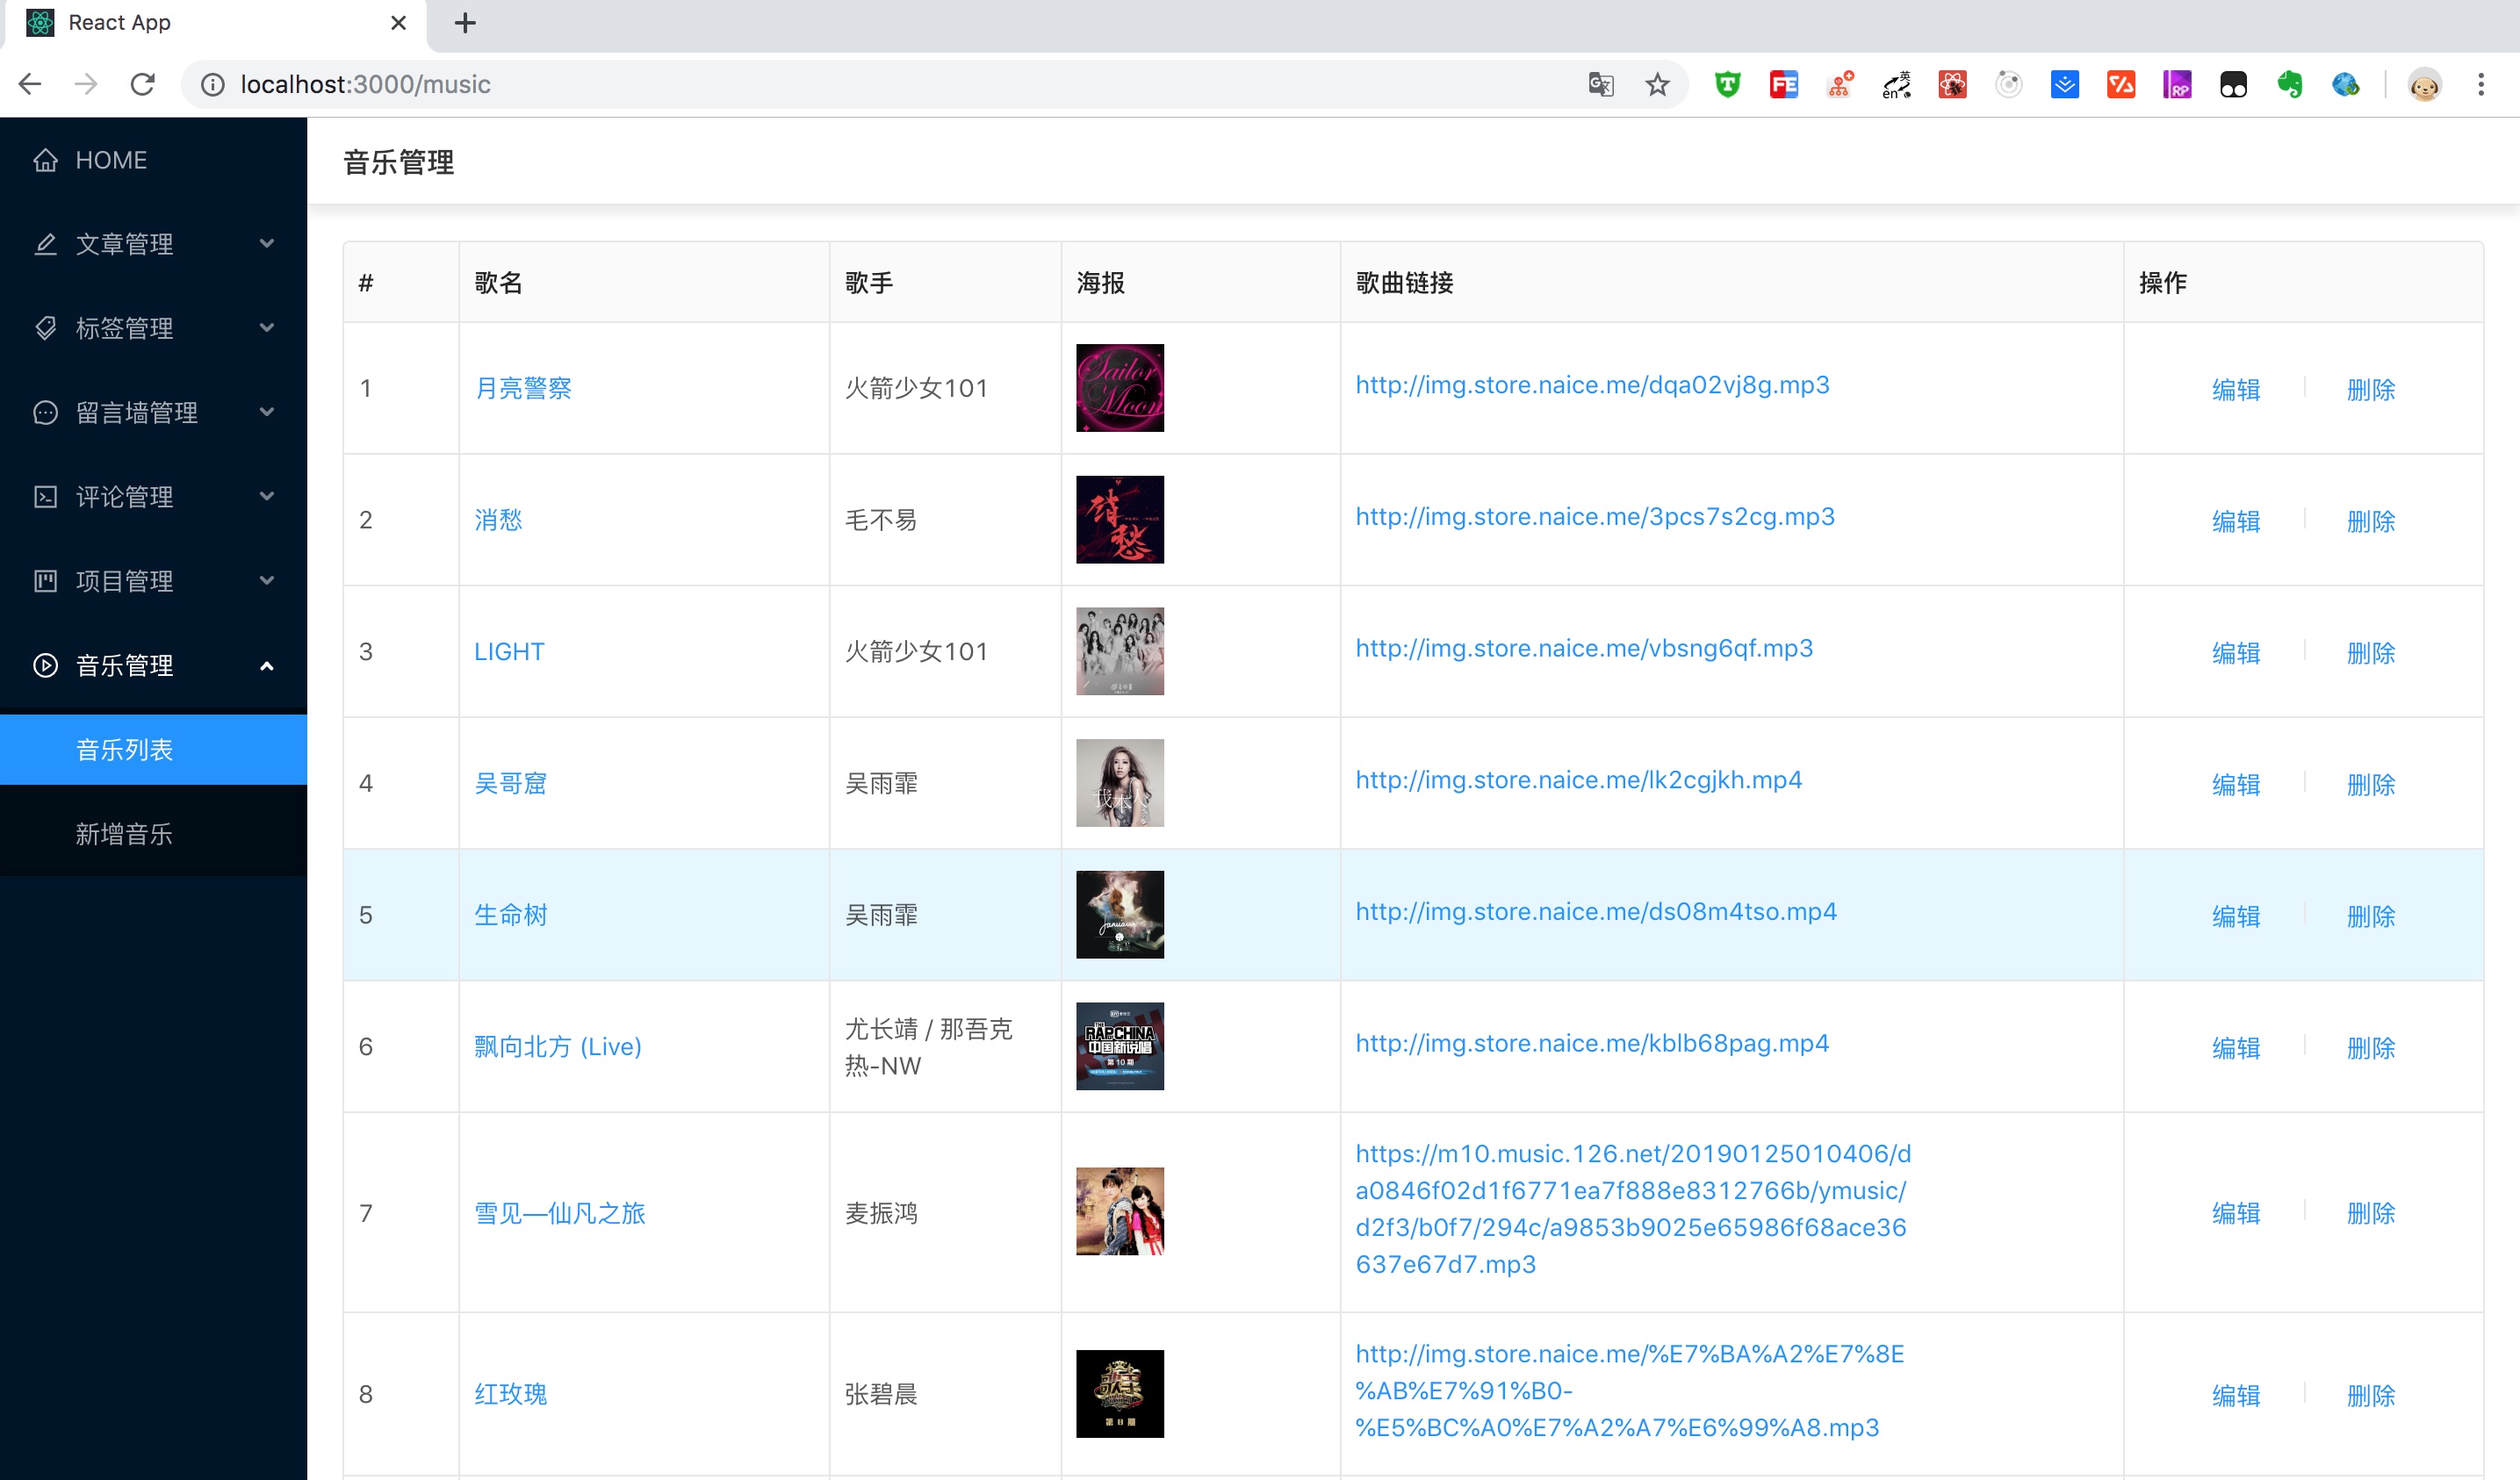 React App
localhost:3000/music
HOME
文章管理
标签管理
留言墙管理
评论管理
项目管理
音乐管理
音乐列表
新增音乐
音乐管理
# 歌名 歌手 海报 歌曲链接 操作
1 月亮警察 火箭少女101 Sailor Moon http://img.store.naice.me/dqa02vj8g.mp3 编辑 删除
2 消愁 毛不易 消愁 http://img.store.naice.me/3pcs7s2cg.mp3 编辑 删除
3 LIGHT 火箭少女101 http://img.store.naice.me/vbsng6qf.mp3 编辑 删除
4 吴哥窟 吴雨霏 我本人 http://img.store.naice.me/lk2cgjkh.mp4 编辑 删除
5 生命树 吴雨霏 January http://img.store.naice.me/ds08m4tso.mp4 编辑 删除
6 飘向北方 (Live) 尤长靖 / 那吾克
热-NW
THE RAP OF CHINA
中国新说唱
第10期
http://img.store.naice.me/kblb68pag.mp4 编辑 删除
7 雪见—仙凡之旅 麦振鸿 https://m10.music.126.net/20190125010406/d
a0846f02d1f6771ea7f888e8312766b/ymusic/
d2f3/b0f7/294c/a9853b9025e65986f68ace36
637e67d7.mp3
编辑 删除
8 红玫瑰 张碧晨 歌手 http://img.store.naice.me/%E7%BA%A2%E7%8E
%AB%E7%91%B0-
%E5%BC%A0%E7%A2%A7%E6%99%A8.mp3
编辑 删除